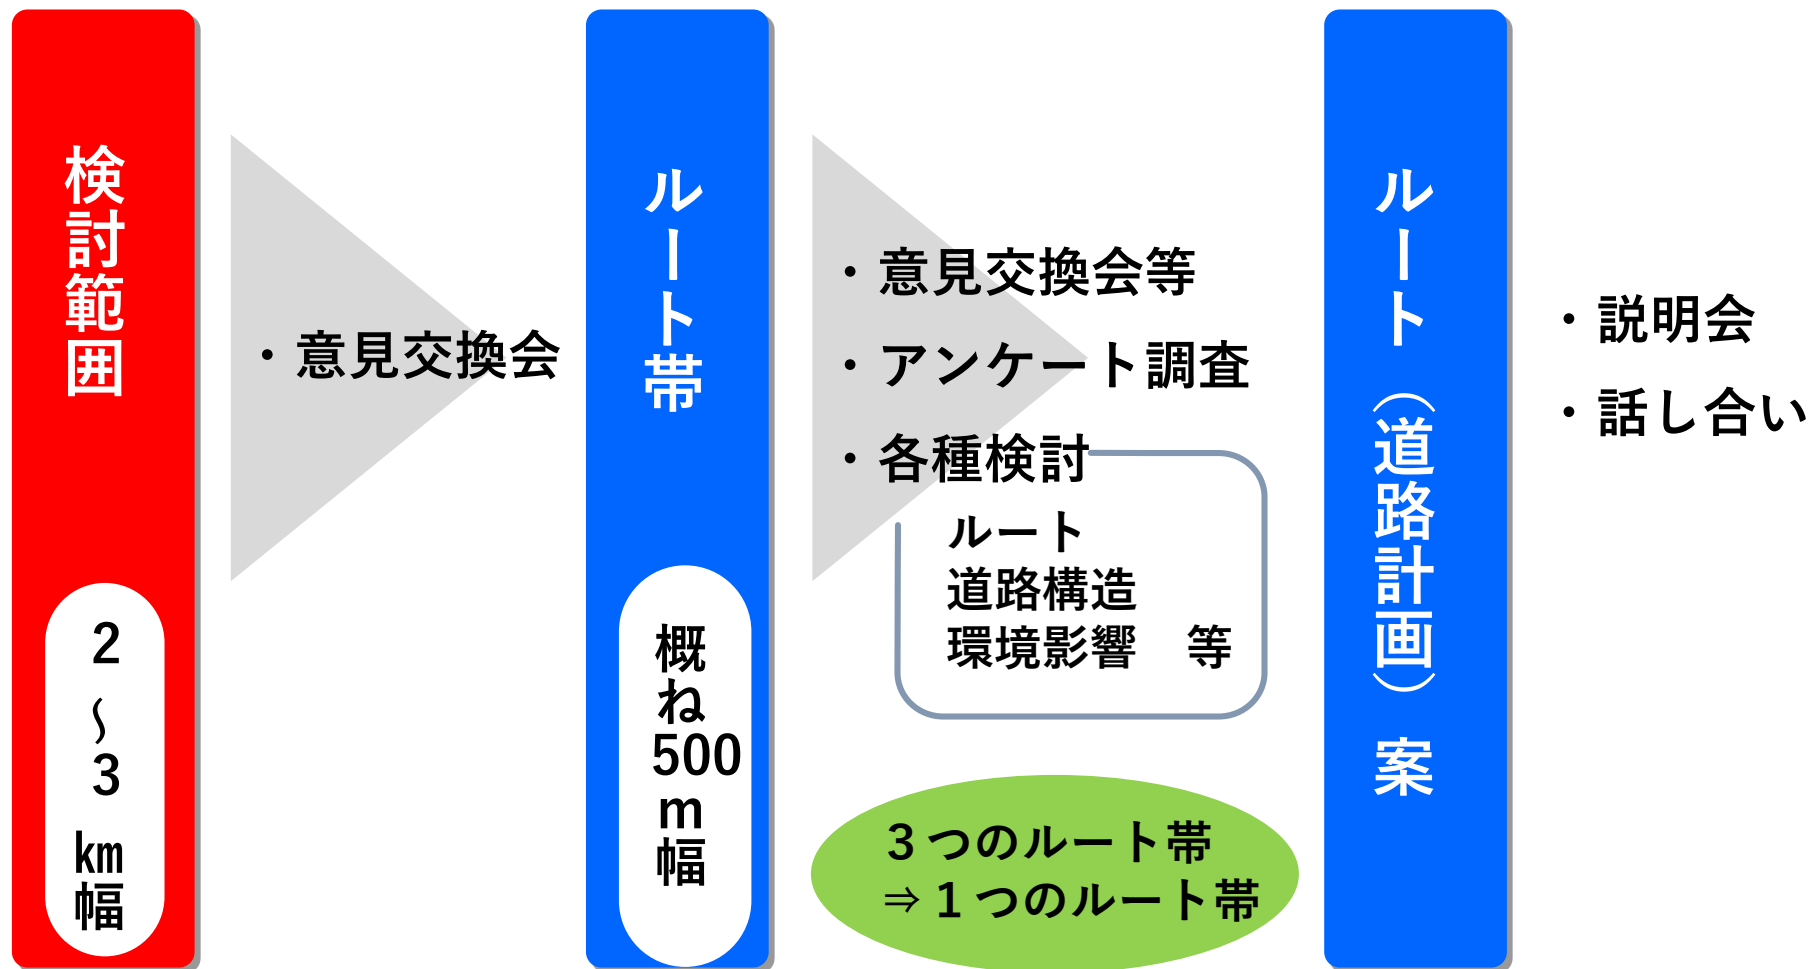 検討範囲
2～3㎞幅
・意見交換会
ルート帯
概ね500m幅
・意見交換会等
・アンケート調査
・各種検討
ルート
道路構造
環境影響　等
３つのルート帯
⇒１つのルート帯
ルート（道路計画）案
・説明会
・話し合い